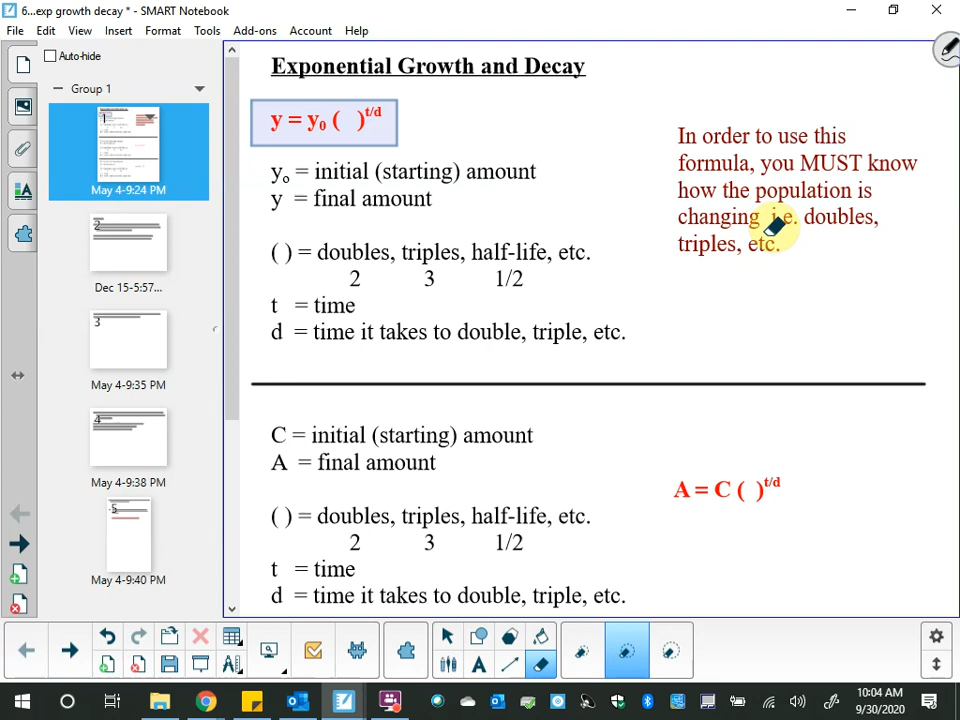 6...exp growth decay * - SMART Notebook
File Edit View Insert Format Tools Add-ons Account Help
Auto-hide
Group 1
1
May 4-9:24 PM
2
Dec 15-5:57...
3
May 4-9:35 PM
4
May 4-9:38 PM
5
May 4-9:40 PM
Exponential Growth and Decay
y = y₀ ( )^t/d
yₒ = initial (starting) amount
y = final amount
( ) = doubles, triples, half-life, etc.
2 3 1/2
t = time
d = time it takes to double, triple, etc.
In order to use this
formula, you MUST know
how the population is
changing i.e. doubles,
triples, etc.
C = initial (starting) amount
A = final amount
( ) = doubles, triples, half-life, etc.
2 3 1/2
t = time
d = time it takes to double, triple, etc.
A = C ( )^t/d
10:04 AM
9/30/2020